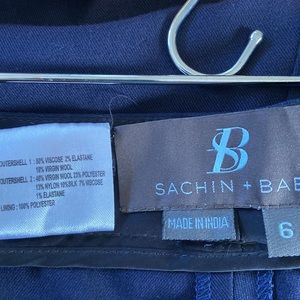 OUTERSHELL 1 : 80% VISCOSE 2% ELASTANE
18% VIRGIN WOOL
OUTERSHELL 2 : 46% VIRGIN WOOL 23% POLYESTER
13% NYLON 10%SILK 7% VISCOSE
1% ELASTANE
LINING : 100% POLYESTER
SB
SACHIN + BAB
MADE IN INDIA
6